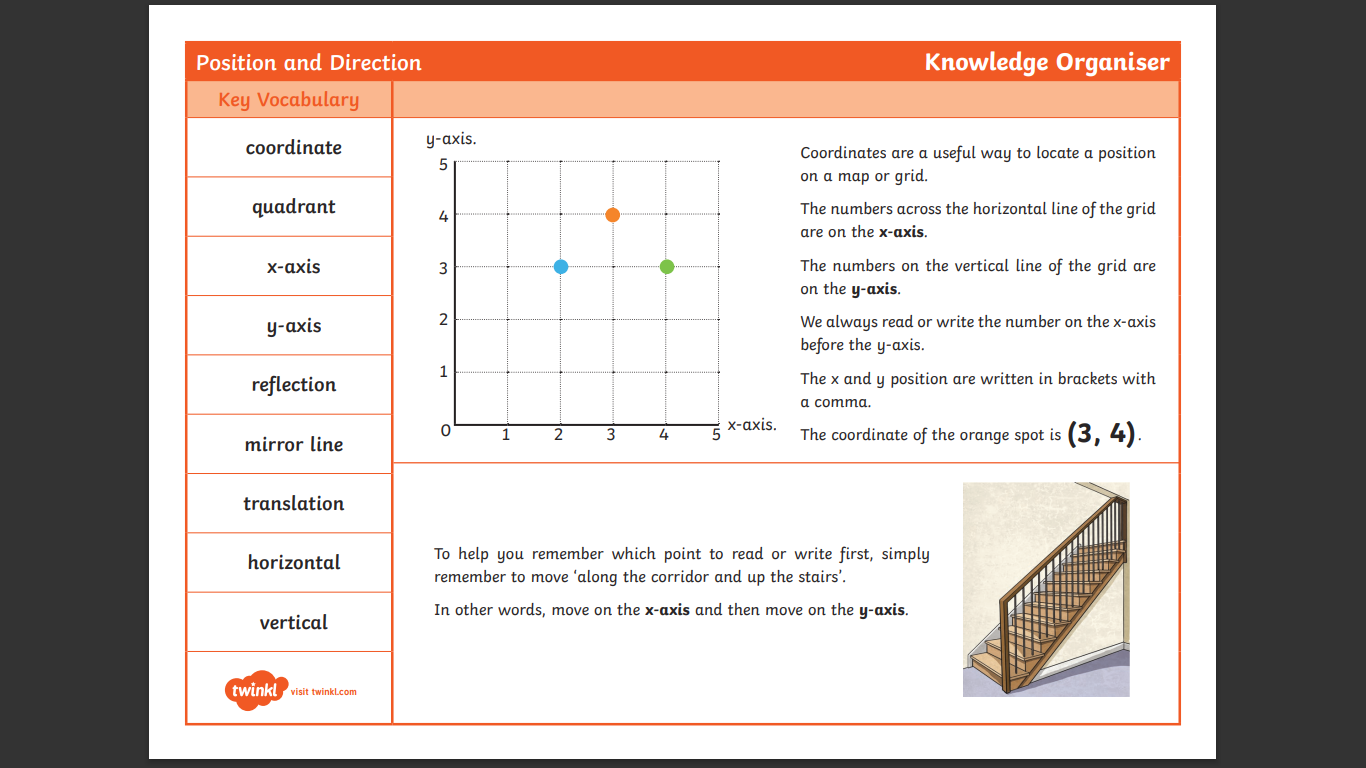 Position and Direction
Knowledge Organiser
Key Vocabulary
coordinate
quadrant
x-axis
y-axis
reflection
mirror line
translation
horizontal
vertical
twinkl visit twinkl.com
y-axis.
5
4
3
2
1
0
1 2 3 4 5
x-axis.
Coordinates are a useful way to locate a position
on a map or grid.
The numbers across the horizontal line of the grid
are on the x-axis.
The numbers on the vertical line of the grid are
on the y-axis.
We always read or write the number on the x-axis
before the y-axis.
The x and y position are written in brackets with
a comma.
The coordinate of the orange spot is (3, 4).
To help you remember which point to read or write first, simply
remember to move ‘along the corridor and up the stairs’.
In other words, move on the x-axis and then move on the y-axis.